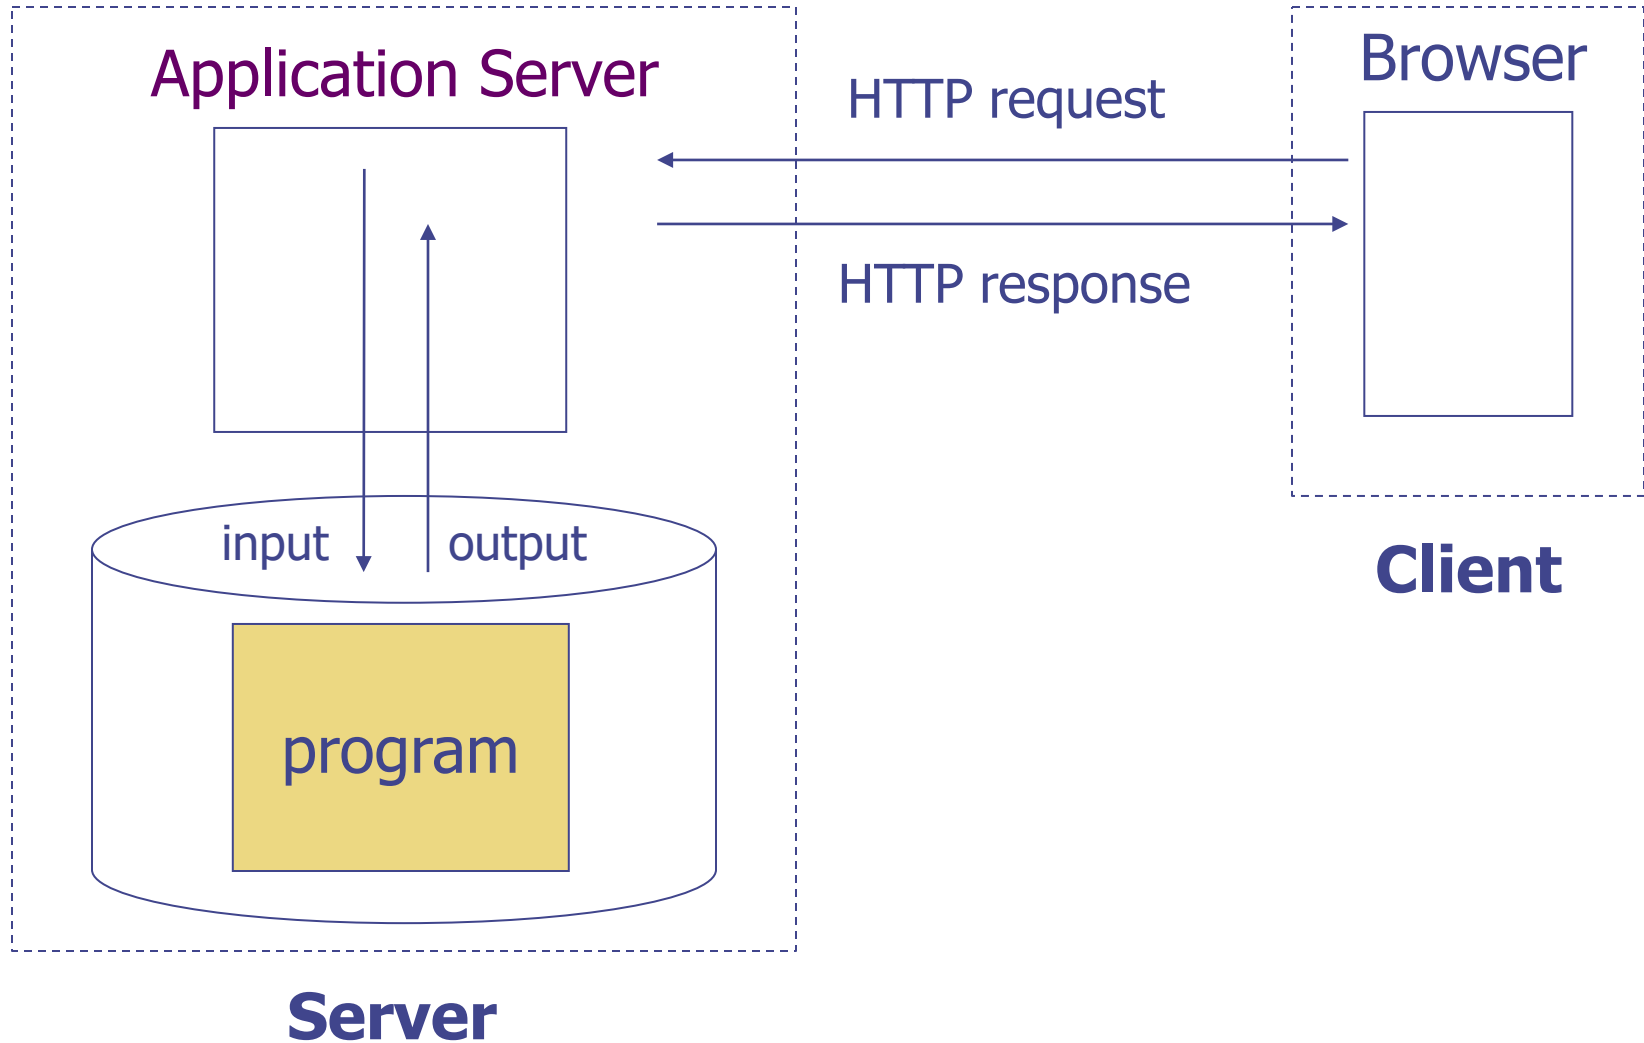 Application Server
Browser
HTTP request
HTTP response
input
output
Client
program
Server